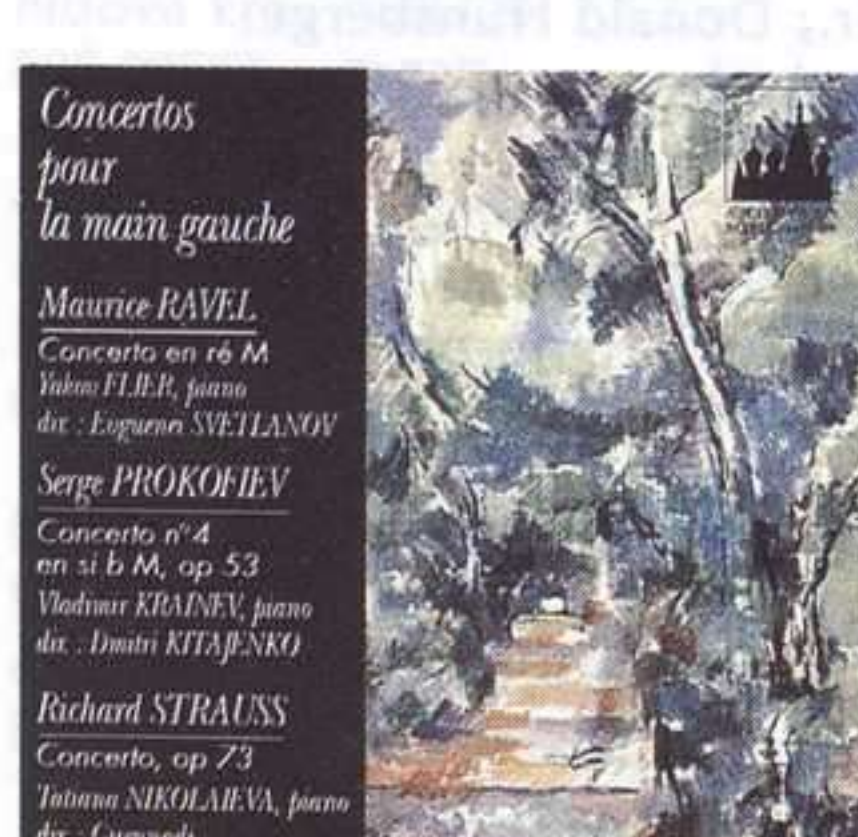 Concertos
pour
la main gauche
Maurice RAVEL
Concerto en ré M
Yakov FLIER, piano
dir : Evgueni SVETLANOV
Serge PROKOFIEV
Concerto n° 4
en si b M, op 53
Vladimir KRAINEV, piano
dir : Dmitri KITAJENKO
Richard STRAUSS
Concerto, op 73
Tatiana NIKOLAIEVA, piano
dir :